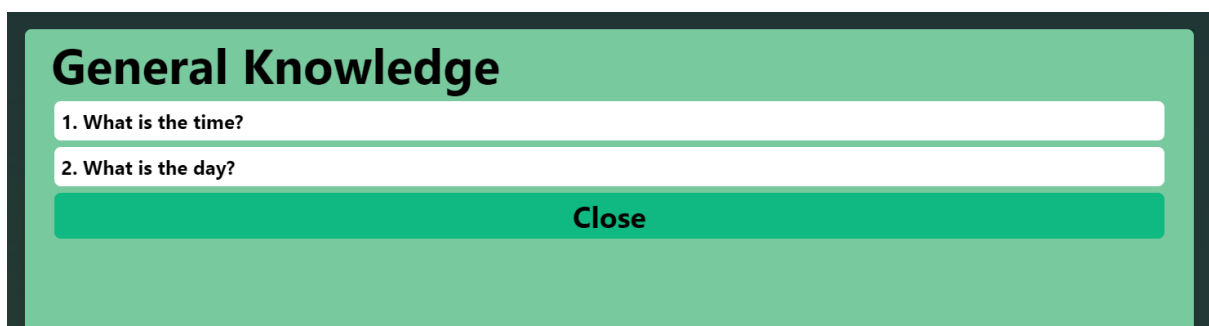 General Knowledge
1. What is the time?
2. What is the day?
Close